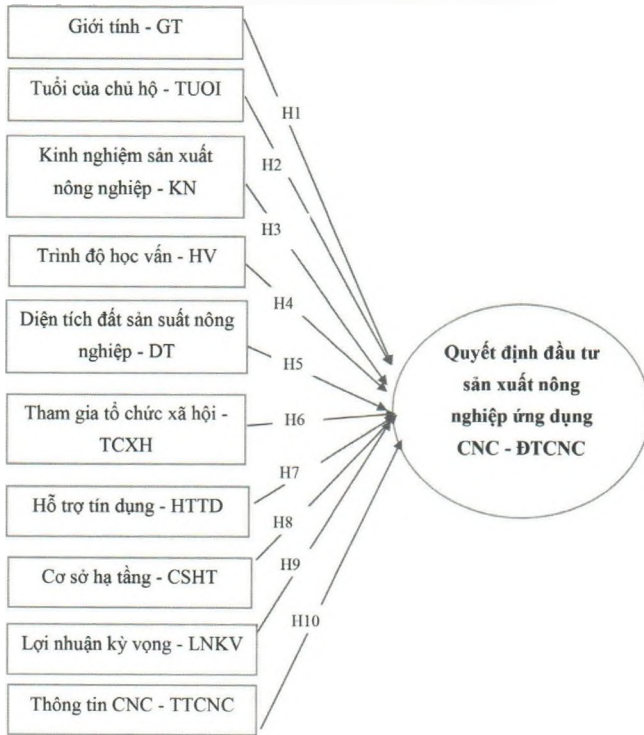 Giới tính - GT
Tuổi của chủ hộ - TUOI
Kinh nghiệm sản xuất
nông nghiệp - KN
Trình độ học vấn - HV
Diện tích đất sản suất nông
nghiệp - DT
Tham gia tổ chức xã hội -
TCXH
Hỗ trợ tín dụng - HTTD
Cơ sở hạ tầng - CSHT
Lợi nhuận kỳ vọng - LNKV
Thông tin CNC - TTCNC
H1
H2
H3
H4
H5
H6
H7
H8
H9
H10
Quyết định đầu tư
sản xuất nông
nghiệp ứng dụng
CNC - ĐTCNC